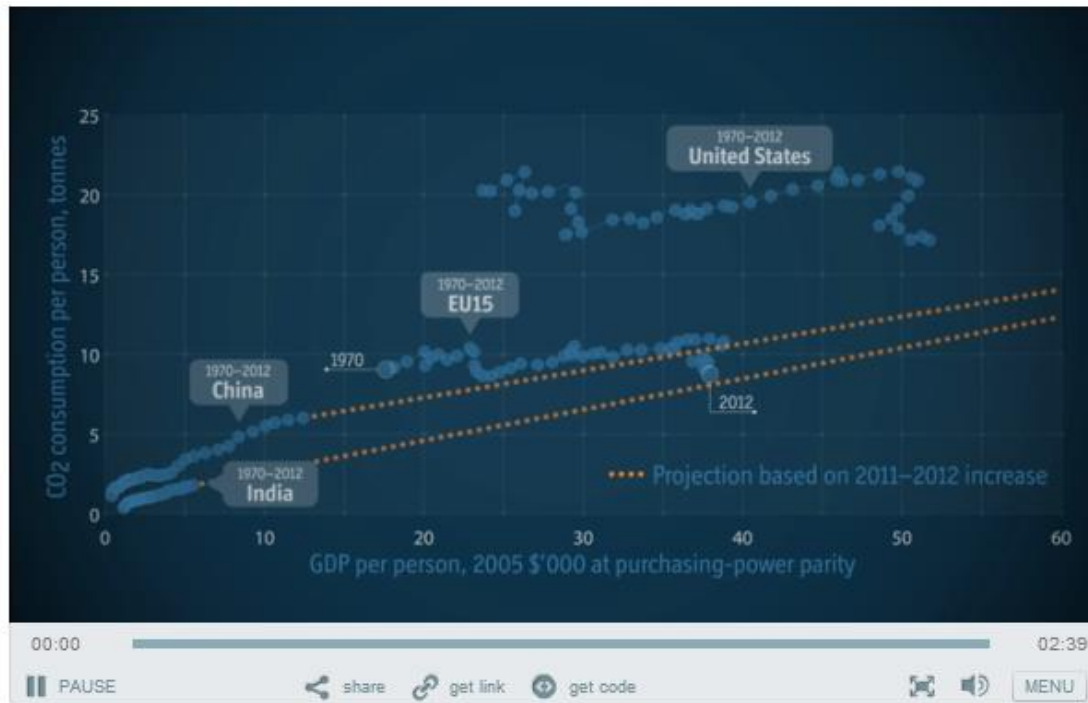 25
20
15
10
5
0
CO2 consumption per person, tonnes
1970–2012
United States
1970–2012
EU15
1970
1970–2012
China
2012
1970–2012
India
Projection based on 2011–2012 increase
0 10 20 30 40 50 60
GDP per person, 2005 $'000 at purchasing-power parity
00:00 02:39
PAUSE share get link get code MENU